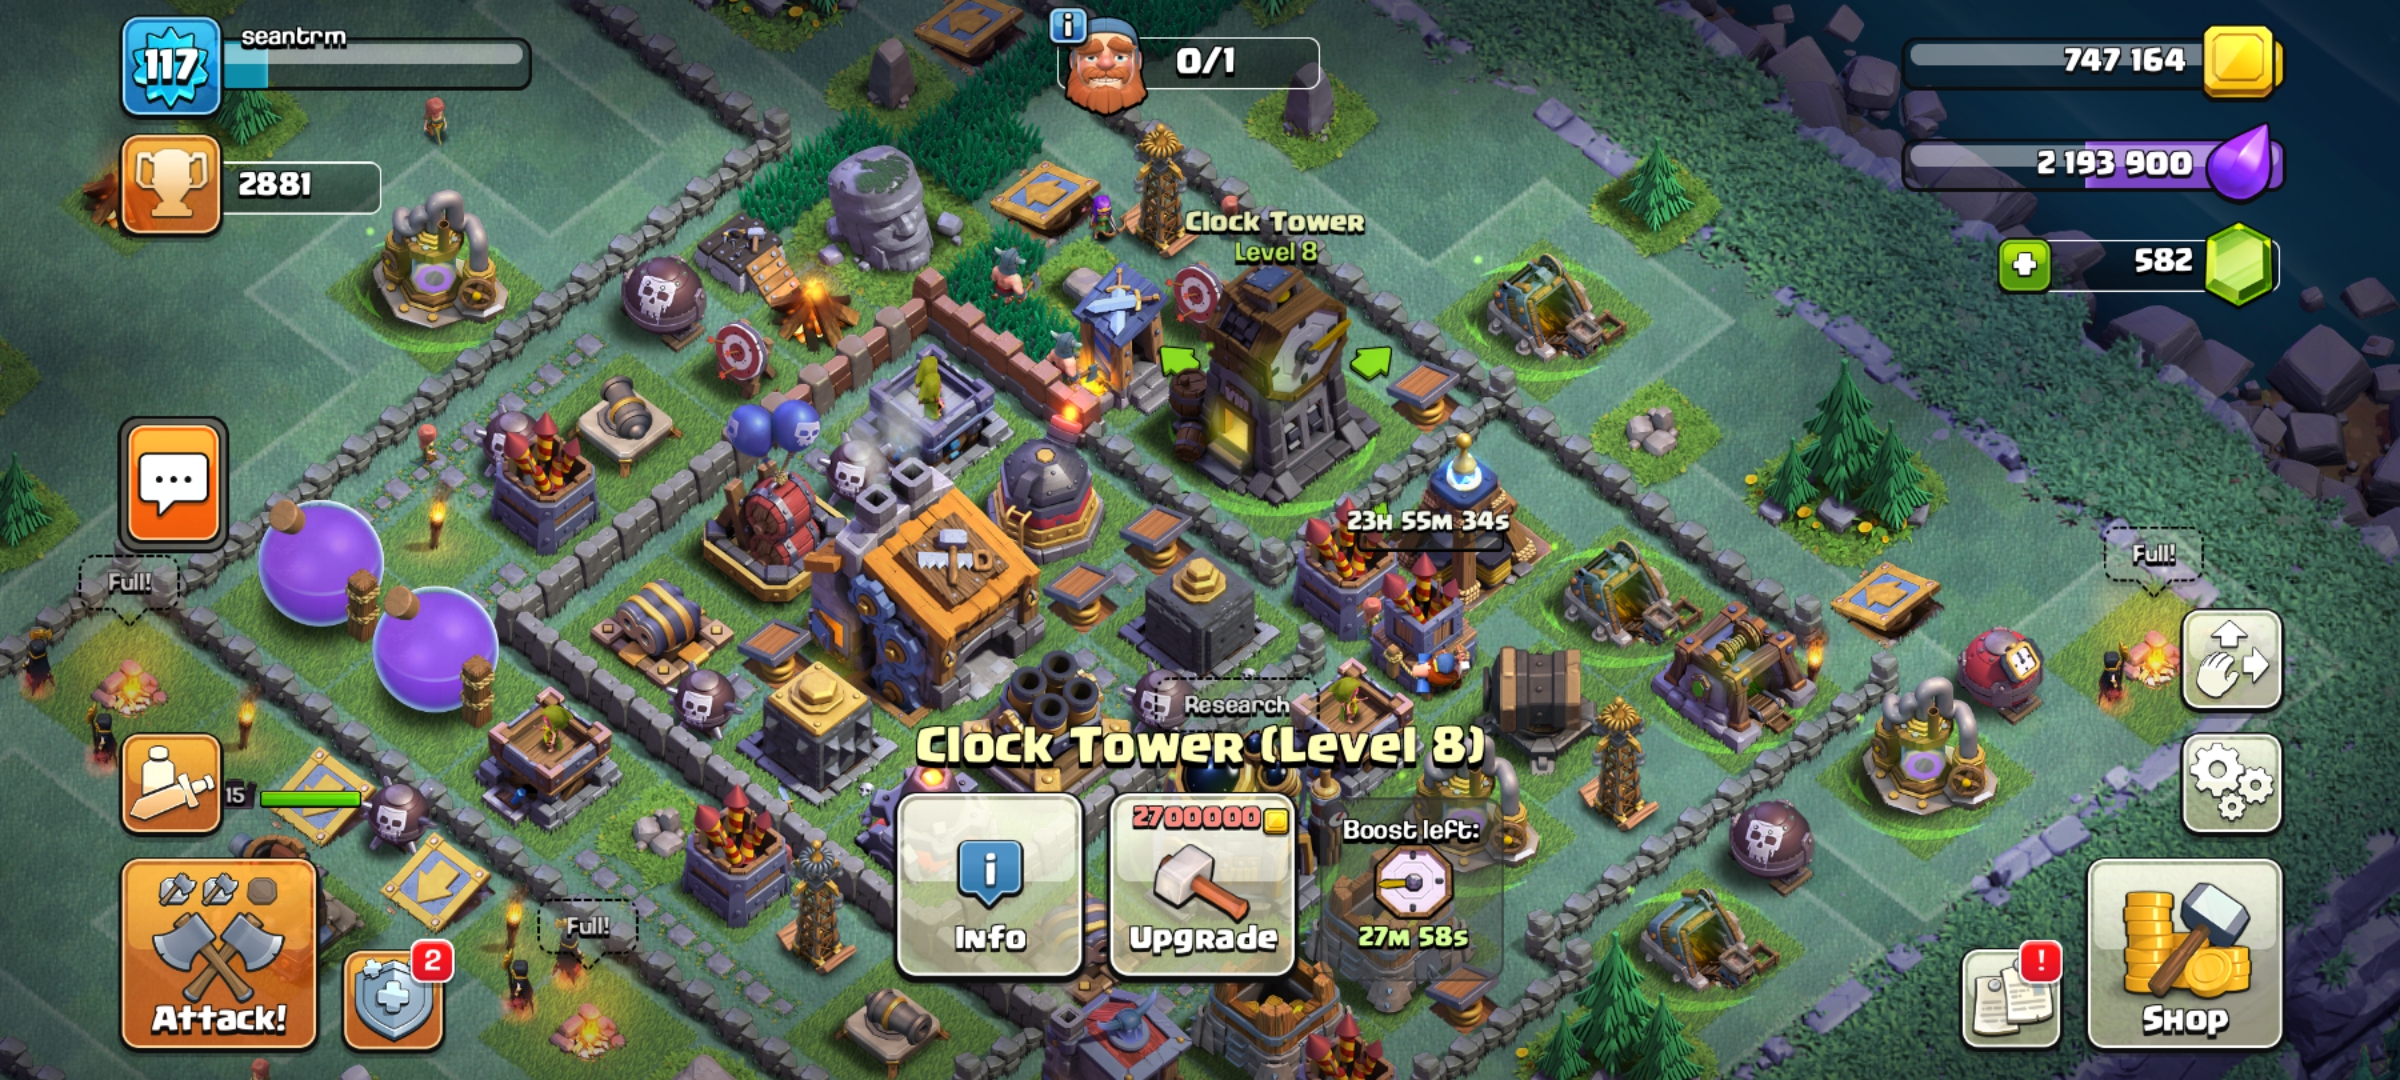 117
seantrm
i
0/1
747 164
2881
2 193 900
Clock Tower
Level 8
582
23H 55M 34s
Full!
Full!
Research
Clock Tower (Level 8)
15
2700000
Boost left:
i
Info
Upgrade
27M 58s
Full!
2
!
Attack!
Shop